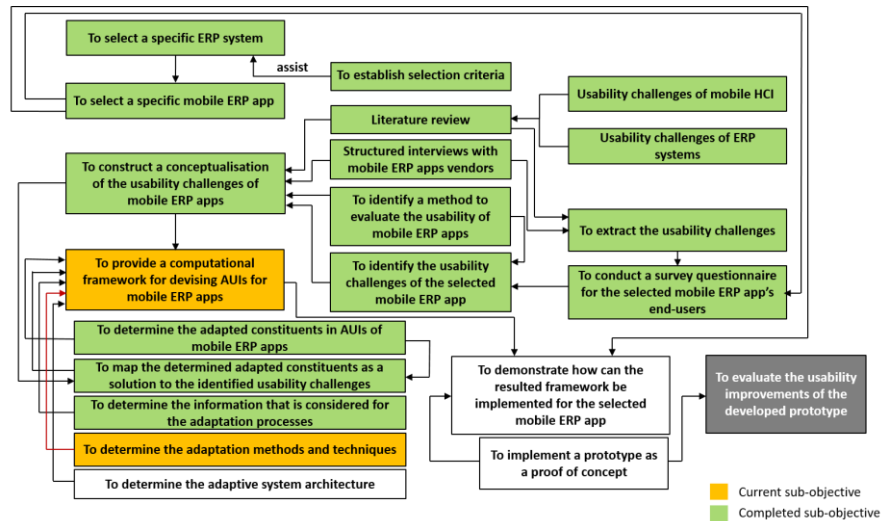 To select a specific ERP system
assist
To establish selection criteria
To select a specific mobile ERP app
Usability challenges of mobile HCI
Literature review
Usability challenges of ERP
systems
Structured interviews with
mobile ERP apps vendors
To construct a conceptualisation
of the usability challenges of
mobile ERP apps
To identify a method to
evaluate the usability of
mobile ERP apps
To extract the usability challenges
To provide a computational
framework for devising AUIs for
mobile ERP apps
To identify the usability
challenges of the selected
mobile ERP app
To conduct a survey questionnaire
for the selected mobile ERP app's
end-users
To determine the adapted constituents in AUIs of
mobile ERP apps
To map the determined adapted constituents as a
solution to the identified usability challenges
To determine the information that is considered for
the adaptation processes
To determine the adaptation methods and techniques
To determine the adaptive system architecture
To demonstrate how can the
resulted framework be
implemented for the selected
mobile ERP app
To implement a prototype as
a proof of concept
To evaluate the usability
improvements of the
developed prototype
Current sub-objective
Completed sub-objective